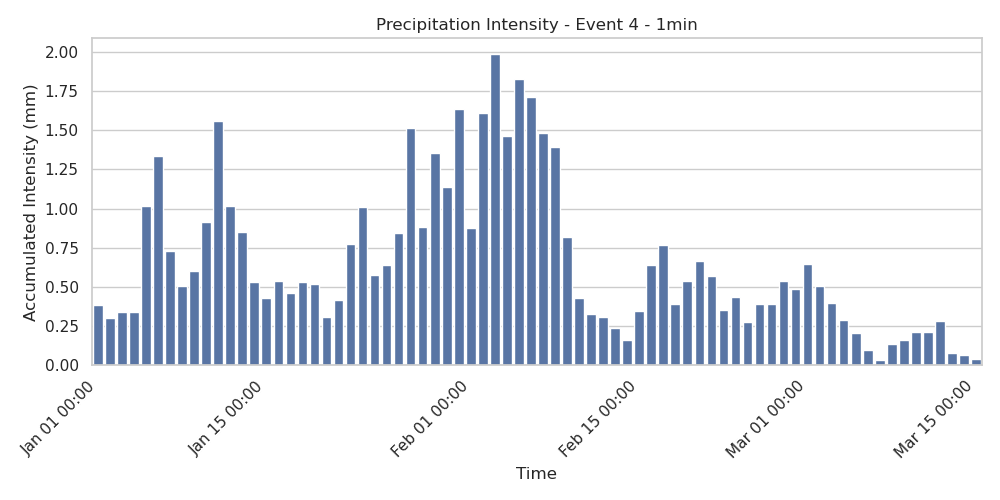 Precipitation Intensity - Event 4 - 1min
Accumulated Intensity (mm)
2.00
1.75
1.50
1.25
1.00
0.75
0.50
0.25
0.00
Jan 01 00:00
Jan 15 00:00
Feb 01 00:00
Feb 15 00:00
Mar 01 00:00
Mar 15 00:00
Time